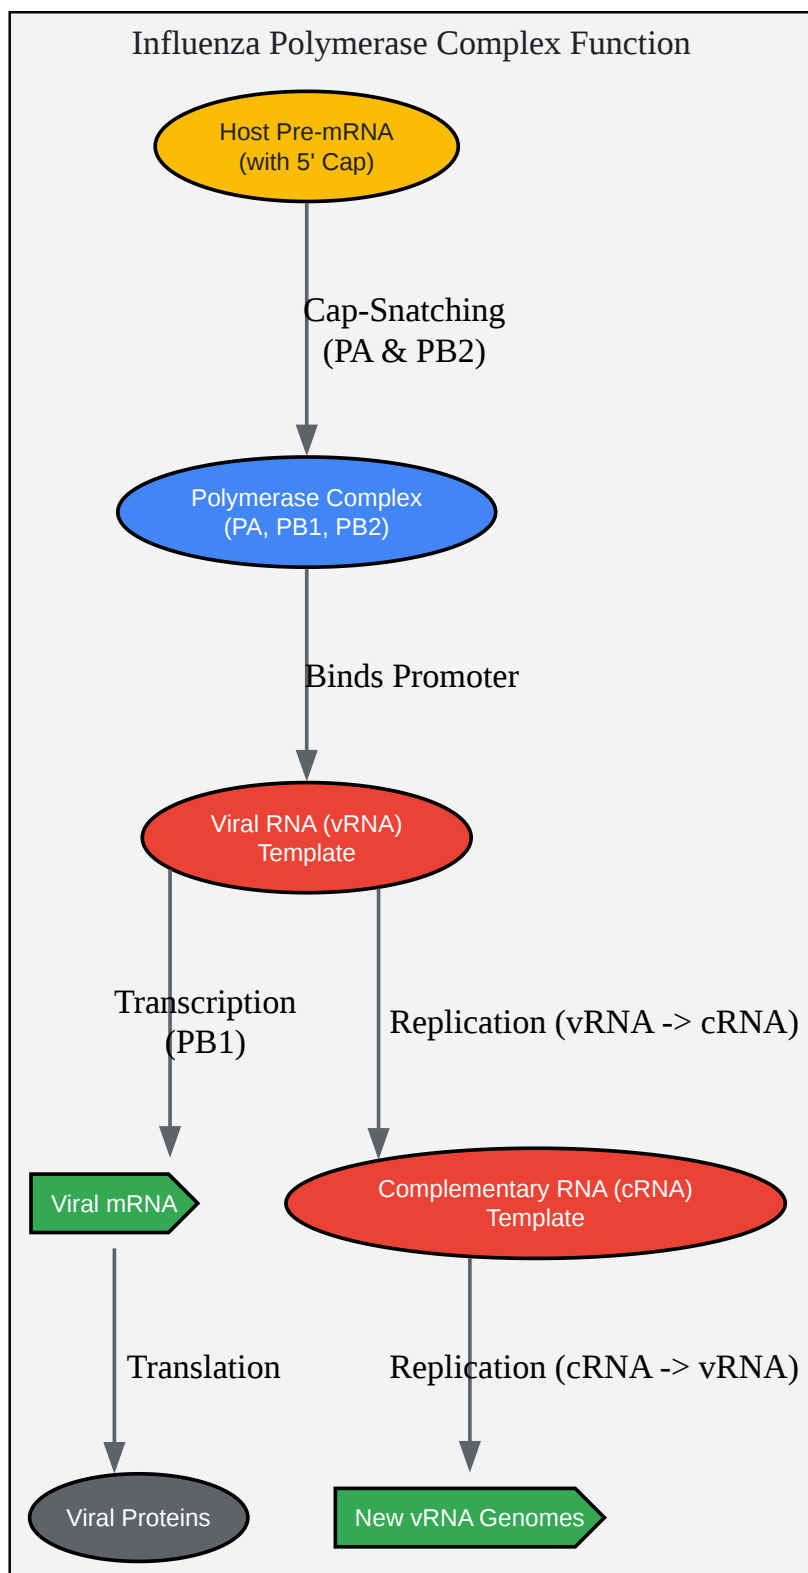 Influenza Polymerase Complex Function
Host Pre-mRNA
(with 5' Cap)
Cap-Snatching
(PA & PB2)
Polymerase Complex
(PA, PB1, PB2)
Binds Promoter
Viral RNA (vRNA)
Template
Transcription
(PB1)
Replication (vRNA -> cRNA)
Viral mRNA
Complementary RNA (cRNA)
Template
Translation
Replication (cRNA -> vRNA)
Viral Proteins
New vRNA Genomes